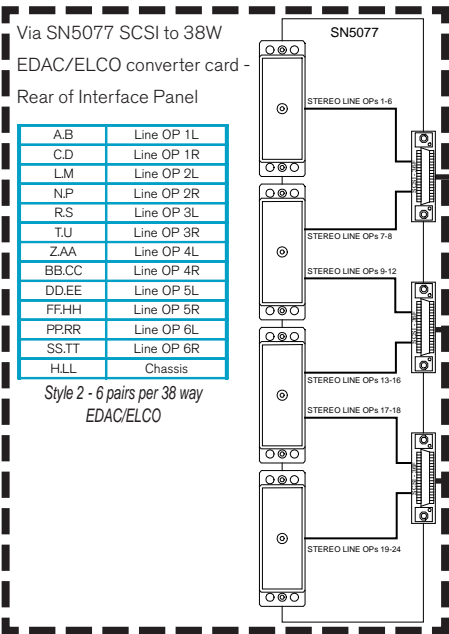 Via SN5077 SCSI to 38W
EDAC/ELCO converter card -
Rear of Interface Panel
A.B Line OP 1L
C.D Line OP 1R
L.M Line OP 2L
N.P Line OP 2R
R.S Line OP 3L
T.U Line OP 3R
Z.AA Line OP 4L
BB.CC Line OP 4R
DD.EE Line OP 5L
FF.HH Line OP 5R
PP.RR Line OP 6L
SS.TT Line OP 6R
H.LL Chassis
Style 2 - 6 pairs per 38 way
EDAC/ELCO
SN5077
STEREO LINE OPs 1-6
STEREO LINE OPs 7-8
STEREO LINE OPs 9-12
STEREO LINE OPs 13-16
STEREO LINE OPs 17-18
STEREO LINE OPs 19-24